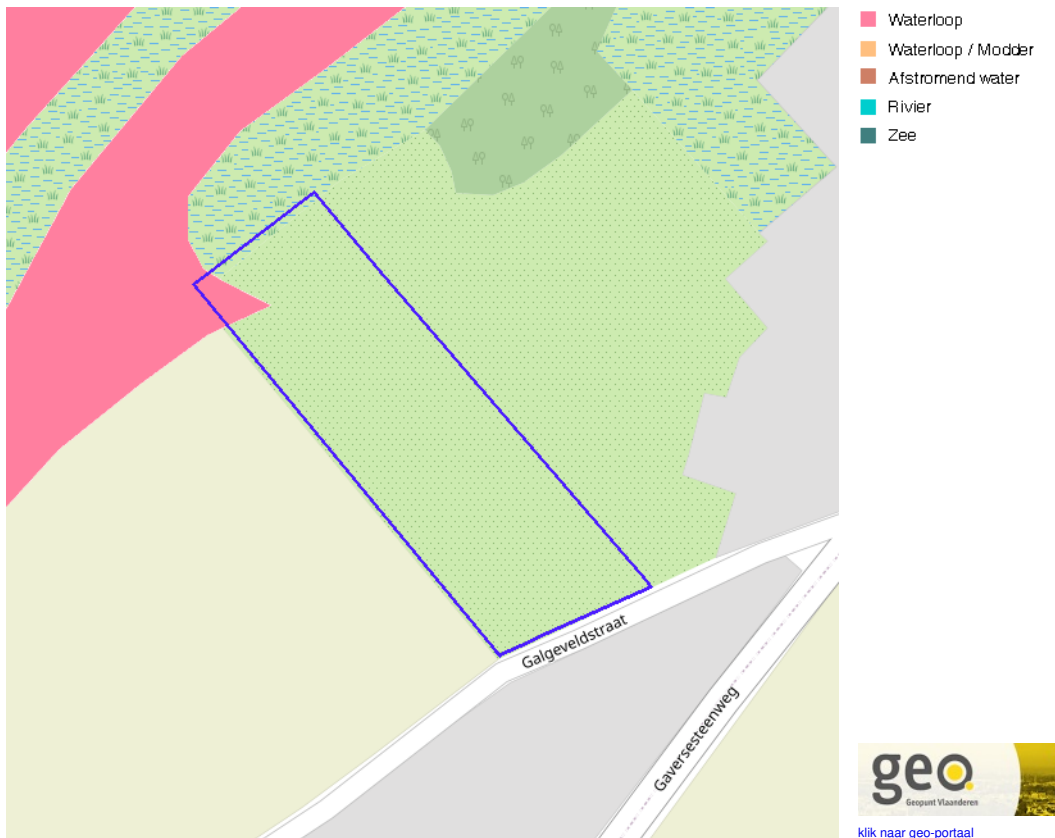 Waterloop
Waterloop / Modder
Afstromend water
Rivier
Zee
Galgeveldstraat
Gaversesteenweg
geo.
Geopunt Vlaanderen
klik naar geo-portaal